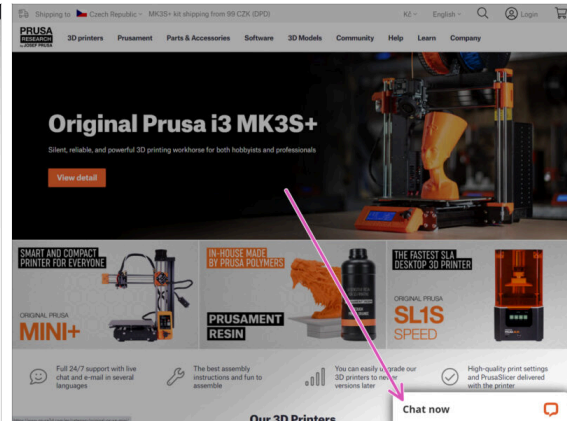 Shipping to Czech Republic - MK3S+ kit shipping from 99 CZK (DPD) Kč English Login
PRUSA
RESEARCH
by JOSEF PRUSA
3D printers Prusament Parts & Accessories Software 3D Models Community Help Learn Company
Original Prusa i3 MK3S+
Silent, reliable, and powerful 3D printing workhorse for both hobbyists and professionals
View detail
SMART AND COMPACT
PRINTER FOR EVERYONE
ORIGINAL PRUSA
MINI+
IN-HOUSE MADE
BY PRUSA POLYMERS
PRUSAMENT
RESIN
THE FASTEST SLA
DESKTOP 3D PRINTER
ORIGINAL PRUSA
SL1S
SPEED
Full 24/7 support with live
chat and e-mail in several
languages
The best assembly
instructions and fun to
assemble
You can easily upgrade our
3D printers to newer
versions later
High-quality print settings
and PrusaSlicer delivered
with the printer
Our 3D Printers
Chat now